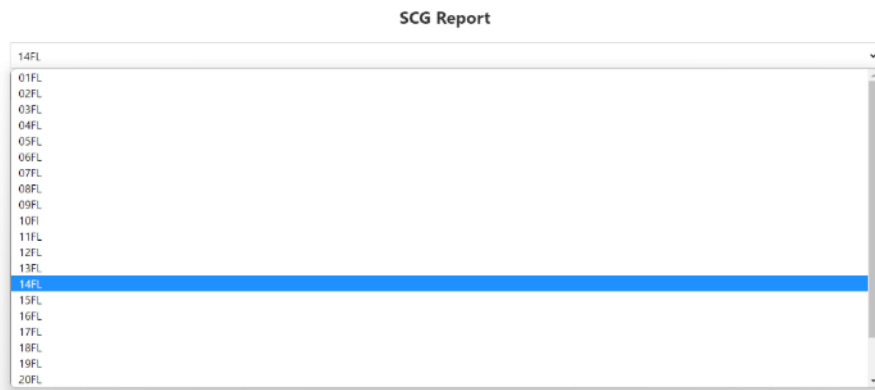 SCG Report
14FL
01FL
02FL
03FL
04FL
05FL
06FL
07FL
08FL
09FL
10Fl
11FL
12FL
13FL
14FL
15FL
16FL
17FL
18FL
19FL
20FL